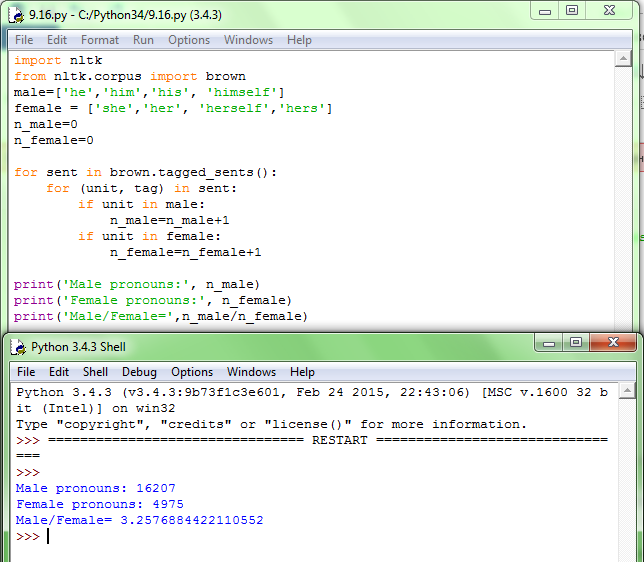 9.16.py - C:/Python34/9.16.py (3.4.3)
File Edit Format Run Options Windows Help
import nltk
from nltk.corpus import brown
male=['he','him','his', 'himself']
female = ['she','her', 'herself','hers']
n_male=0
n_female=0
for sent in brown.tagged_sents():
    for (unit, tag) in sent:
        if unit in male:
            n_male=n_male+1
        if unit in female:
            n_female=n_female+1
print('Male pronouns:', n_male)
print('Female pronouns:', n_female)
print('Male/Female=',n_male/n_female)
Python 3.4.3 Shell
File Edit Shell Debug Options Windows Help
Python 3.4.3 (v3.4.3:9b73f1c3e601, Feb 24 2015, 22:43:06) [MSC v.1600 32 b
it (Intel)] on win32
Type "copyright", "credits" or "license()" for more information.
>>> ================================ RESTART =============================
===
>>>
Male pronouns: 16207
Female pronouns: 4975
Male/Female= 3.2576884422110552
>>>